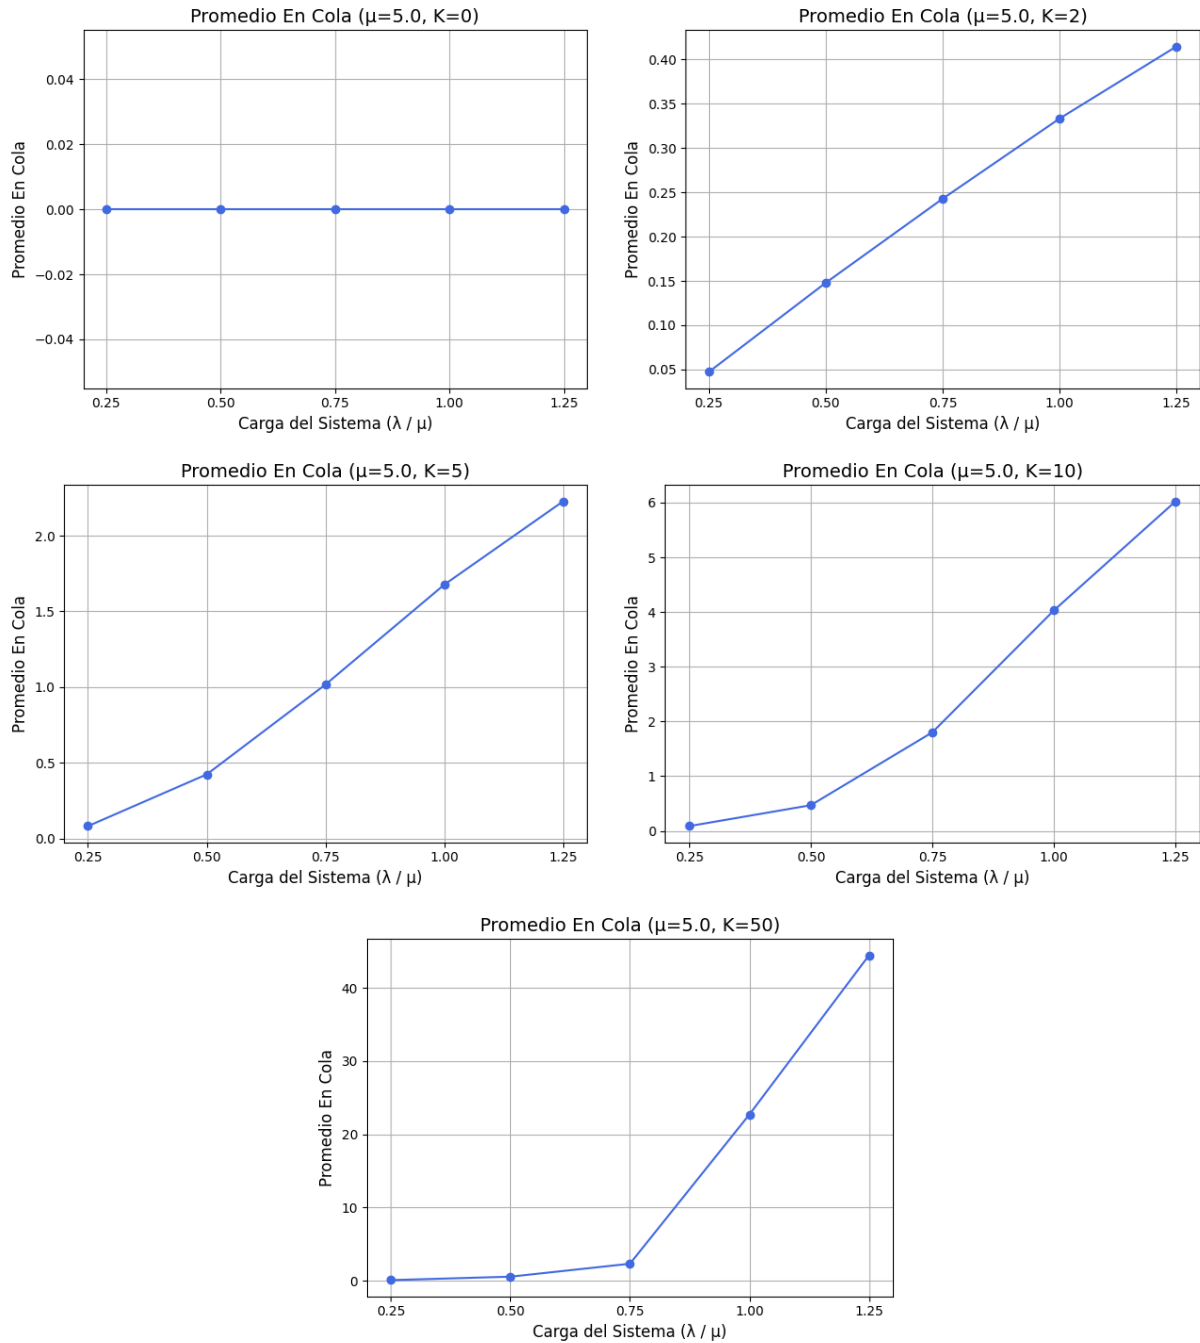 Promedio En Cola (μ=5.0, K=0)
Promedio En Cola
0.04
0.02
0.00
−0.02
−0.04
0.25 0.50 0.75 1.00 1.25
Carga del Sistema (λ / μ)
Promedio En Cola (μ=5.0, K=2)
Promedio En Cola
0.40
0.35
0.30
0.25
0.20
0.15
0.10
0.05
0.25 0.50 0.75 1.00 1.25
Carga del Sistema (λ / μ)
Promedio En Cola (μ=5.0, K=5)
Promedio En Cola
2.0
1.5
1.0
0.5
0.0
0.25 0.50 0.75 1.00 1.25
Carga del Sistema (λ / μ)
Promedio En Cola (μ=5.0, K=10)
Promedio En Cola
6
5
4
3
2
1
0
0.25 0.50 0.75 1.00 1.25
Carga del Sistema (λ / μ)
Promedio En Cola (μ=5.0, K=50)
Promedio En Cola
40
30
20
10
0
0.25 0.50 0.75 1.00 1.25
Carga del Sistema (λ / μ)